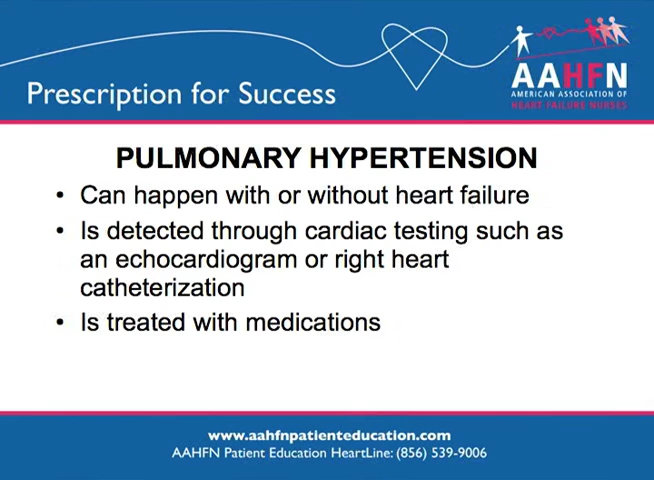 Prescription for Success
AAHFN
AMERICAN ASSOCIATION OF
HEART FAILURE NURSES
PULMONARY HYPERTENSION
• Can happen with or without heart failure
• Is detected through cardiac testing such as
an echocardiogram or right heart
catheterization
• Is treated with medications
www.aahfnpatienteducation.com
AAHFN Patient Education HeartLine: (856) 539-9006